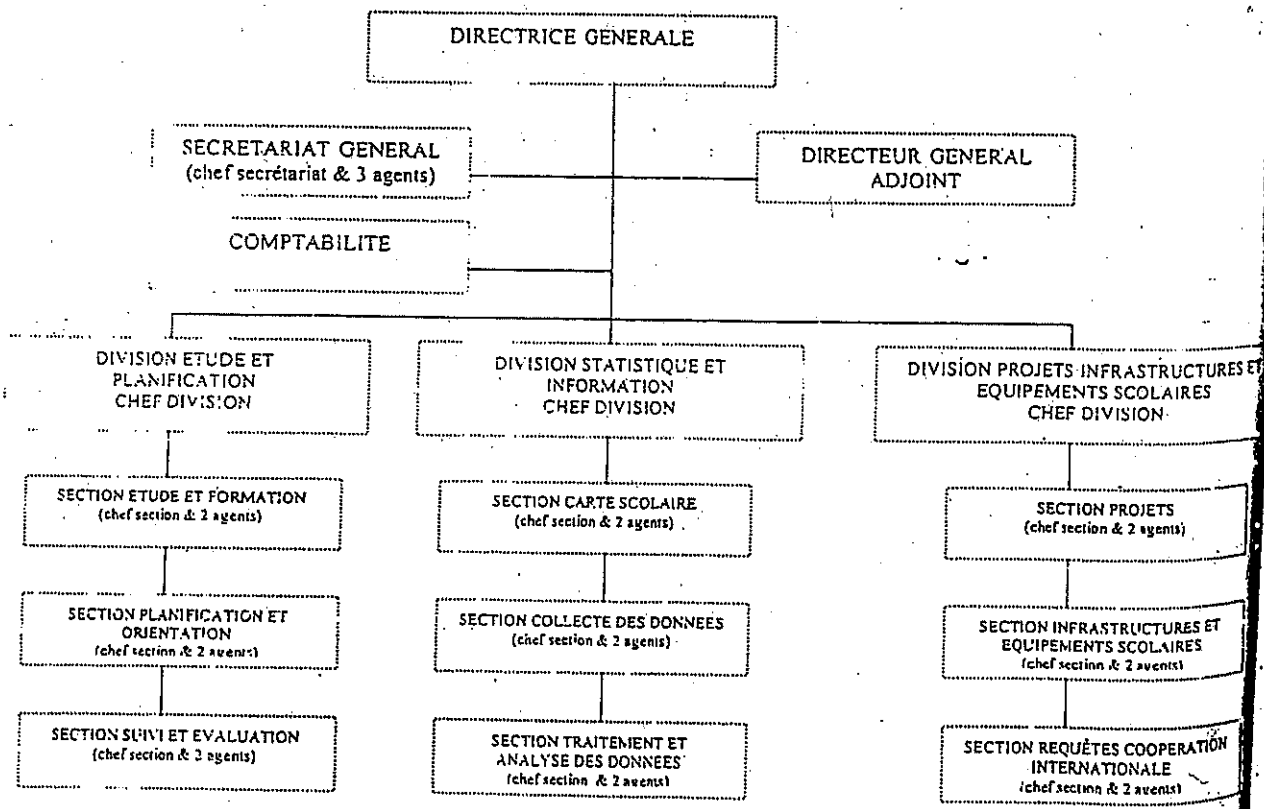 DIRECTRICE GENERALE
SECRETARIAT GENERAL
(chef secrétariat & 3 agents)
DIRECTEUR GENERAL
ADJOINT
COMPTABILITE
DIVISION ETUDE ET
PLANIFICATION
CHEF DIVISION
DIVISION STATISTIQUE ET
INFORMATION
CHEF DIVISION
DIVISION PROJETS INFRASTRUCTURES ET
EQUIPEMENTS SCOLAIRES
CHEF DIVISION
SECTION ETUDE ET FORMATION
(chef section & 2 agents)
SECTION CARTE SCOLAIRE
(chef section & 2 agents)
SECTION PROJETS
(chef section & 2 agents)
SECTION PLANIFICATION ET
ORIENTATION
(chef section & 2 agents)
SECTION COLLECTE DES DONNEES
(chef section & 2 agents)
SECTION INFRASTRUCTURES ET
EQUIPEMENTS SCOLAIRES
(chef section & 2 agents)
SECTION SUIVI ET EVALUATION
(chef section & 2 agents)
SECTION TRAITEMENT ET
ANALYSE DES DONNEES
(chef section & 2 agents)
SECTION REQUÊTES COOPERATION
INTERNATIONALE
(chef section & 2 agents)